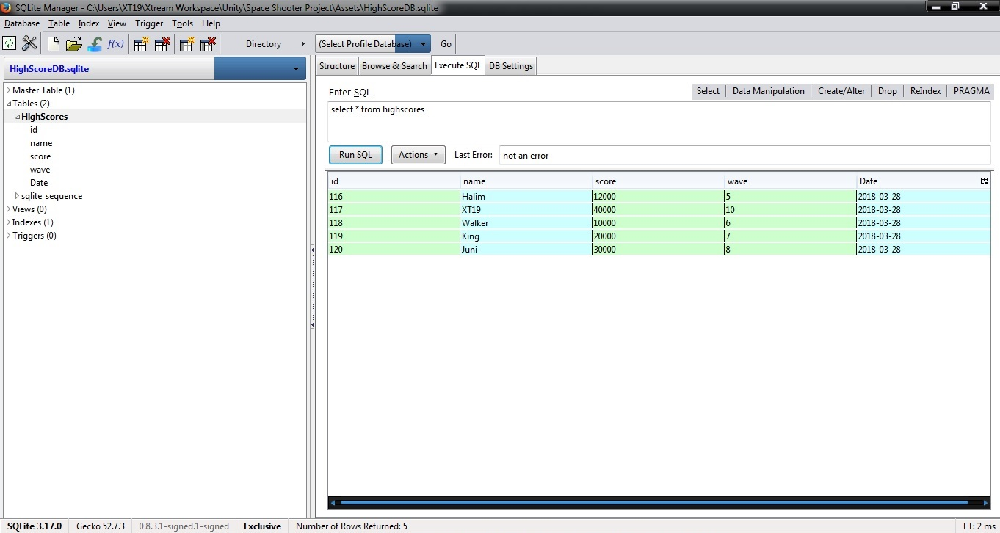 SQLite Manager - C:\Users\XT19\Xtream Workspace\Unity\Space Shooter Project\Assets\HighScoreDB.sqlite
Database Table Index View Trigger Tools Help
f(x) Directory (Select Profile Database) Go
HighScoreDB.sqlite
Master Table (1)
Tables (2)
HighScores
id
name
score
wave
Date
sqlite_sequence
Views (0)
Indexes (1)
Triggers (0)
Structure Browse & Search Execute SQL DB Settings
Enter SQL Select Data Manipulation Create/Alter Drop ReIndex PRAGMA
select * from highscores
Run SQL Actions Last Error: not an error
id name score wave Date
116 Halim 12000 5 2018-03-28
117 XT19 40000 10 2018-03-28
118 Walker 10000 6 2018-03-28
119 King 20000 7 2018-03-28
120 Juni 30000 8 2018-03-28
SQLite 3.17.0 Gecko 52.7.3 0.8.3.1-signed.1-signed Exclusive Number of Rows Returned: 5 ET: 2 ms